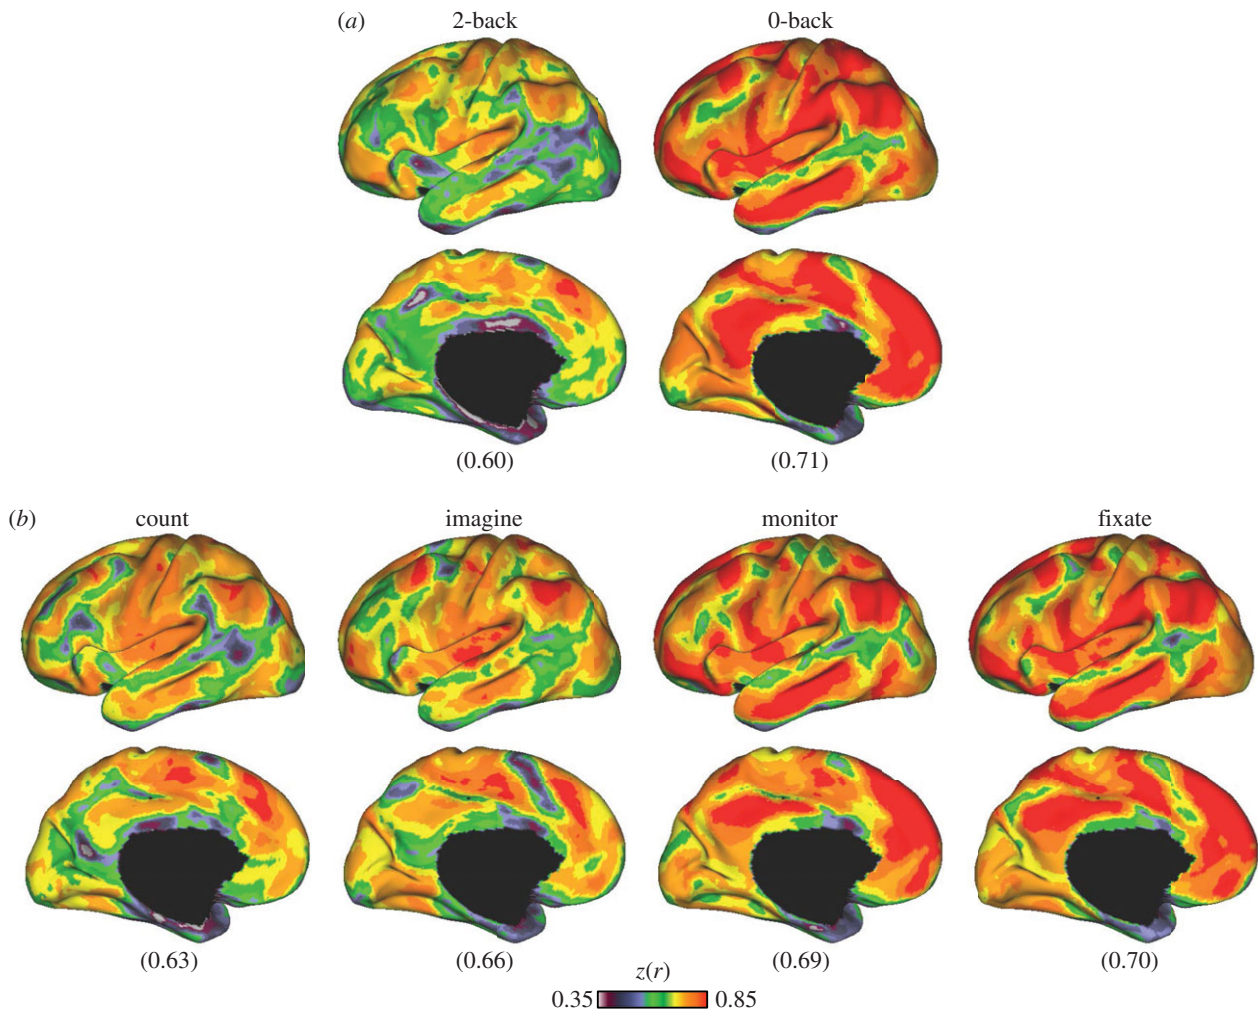 (a) 2-back 0-back
(0.60) (0.71)
(b) count imagine monitor fixate
(0.63) (0.66) (0.69) (0.70)
z(r)
0.35 0.85